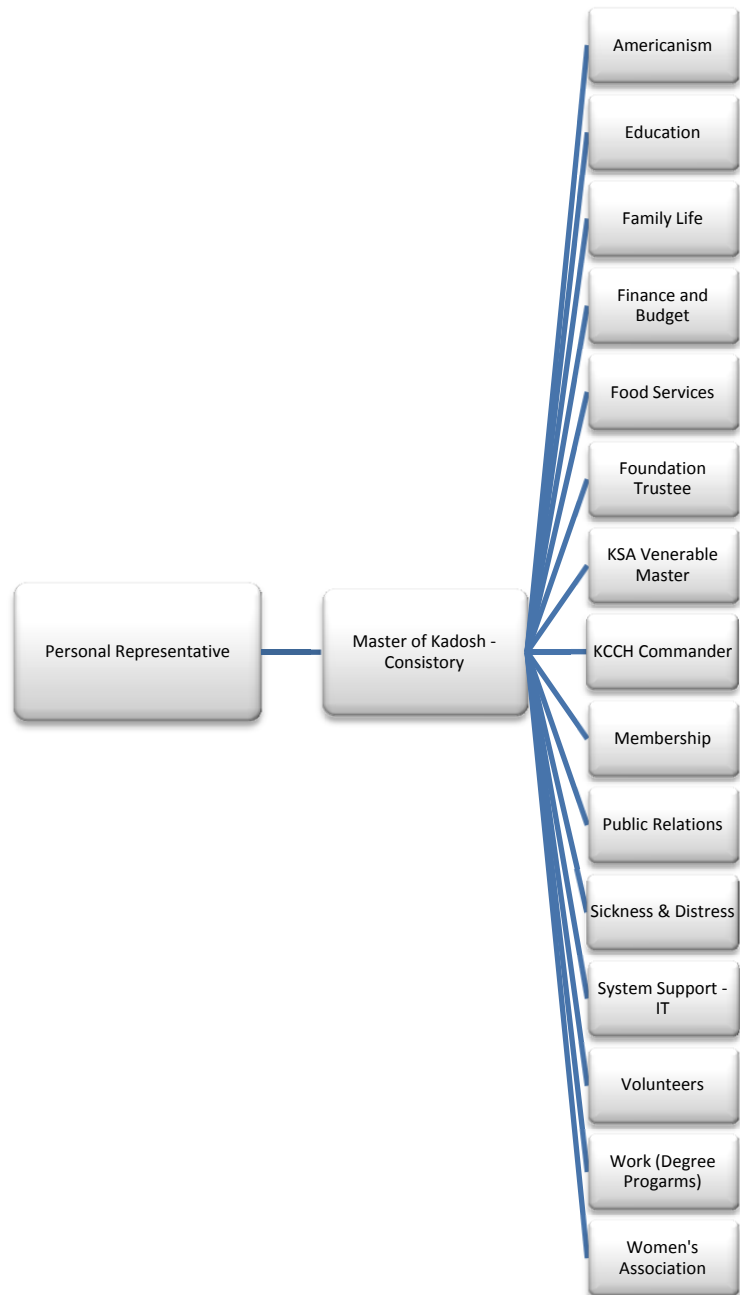 Personal Representative
Master of Kadosh -
Consistory
Americanism
Education
Family Life
Finance and
Budget
Food Services
Foundation
Trustee
KSA Venerable
Master
KCCH Commander
Membership
Public Relations
Sickness & Distress
System Support -
IT
Volunteers
Work (Degree
Progarms)
Women's
Association